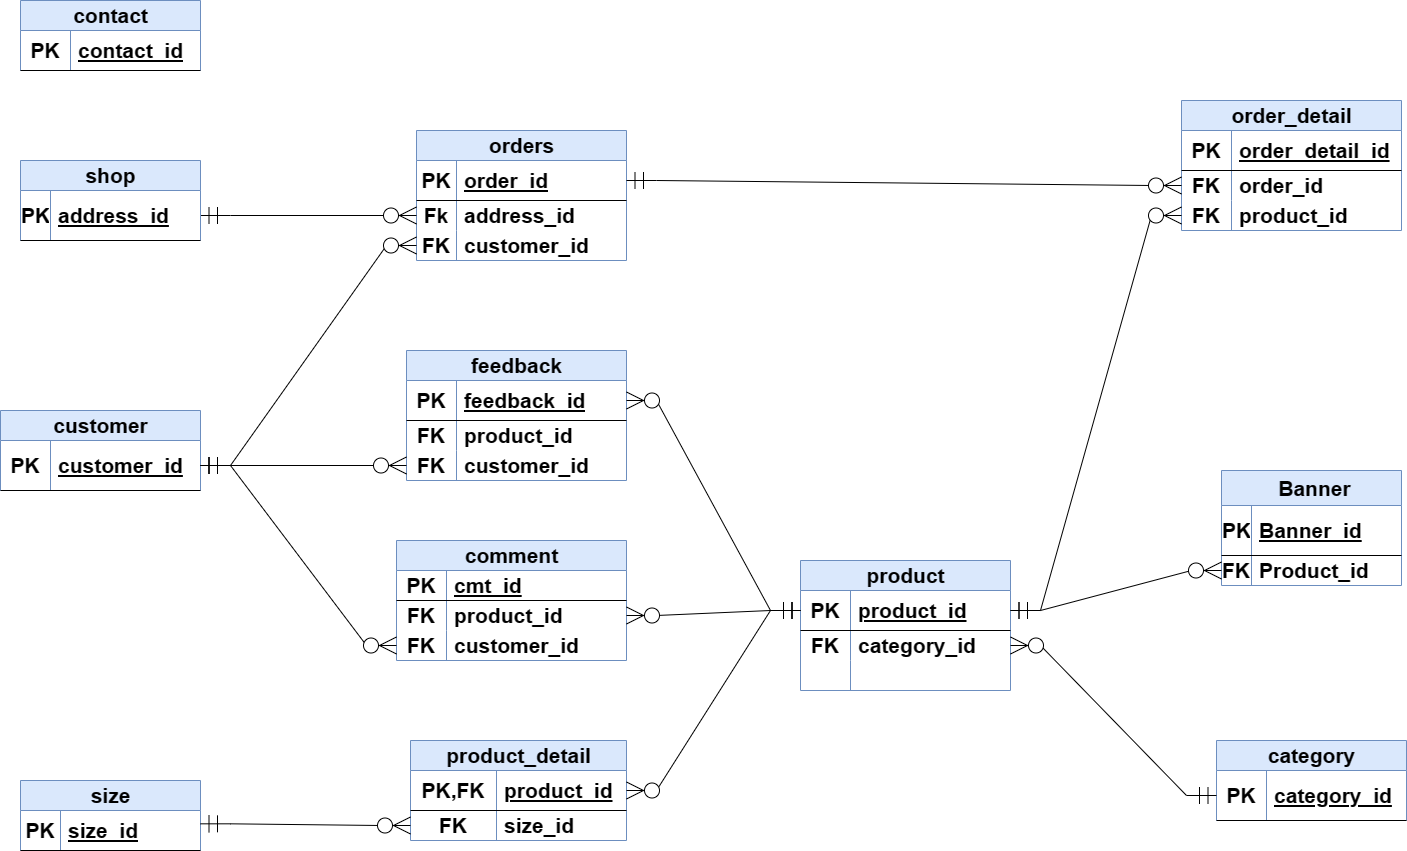 contact
PK contact_id
shop
PK address_id
orders
PK order_id
Fk address_id
FK customer_id
order_detail
PK order_detail_id
FK order_id
FK product_id
customer
PK customer_id
feedback
PK feedback_id
FK product_id
FK customer_id
comment
PK cmt_id
FK product_id
FK customer_id
product
PK product_id
FK category_id
Banner
PK Banner_id
FK Product_id
size
PK size_id
product_detail
PK,FK product_id
FK size_id
category
PK category_id